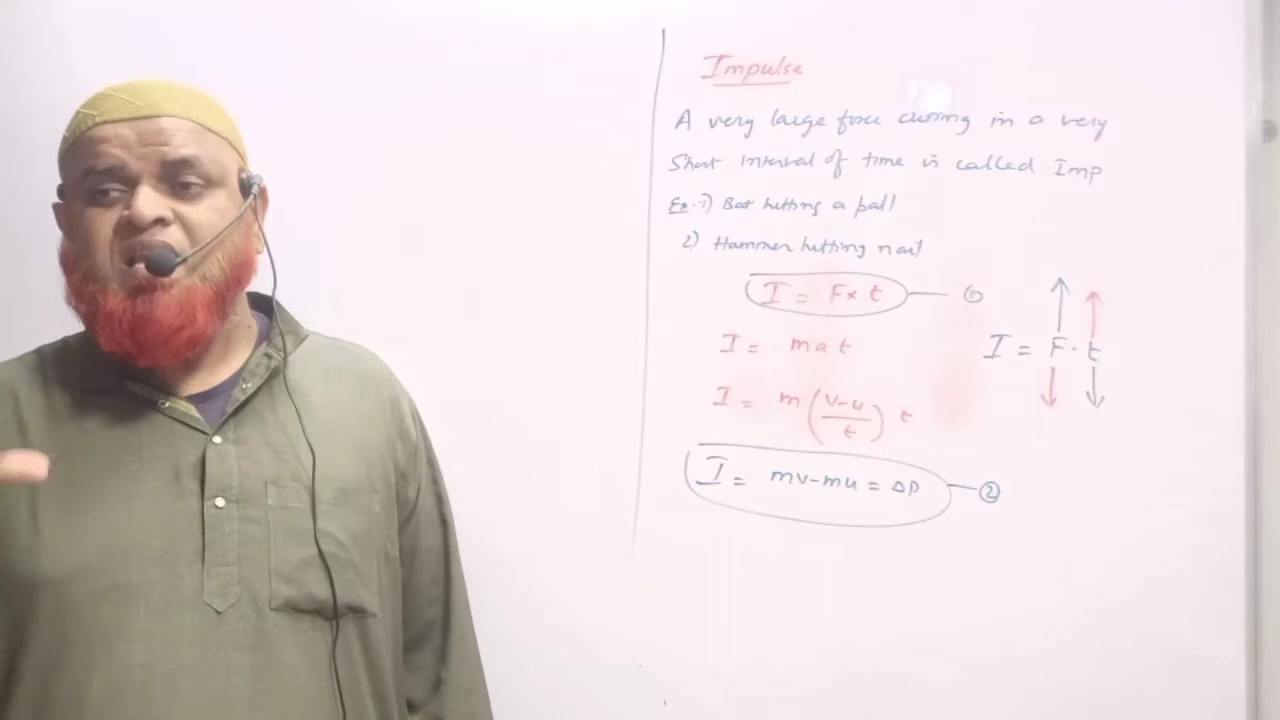 Impulse
A very large force acting in a very
Short Interval of time is called Imp
Ex:- 1) Bat hitting a ball
2) Hammer hitting nail
I = F× t — ①
I = m a t
I = m (v-u/t) t
I = mv-mu = ΔP — ②
I = F · t